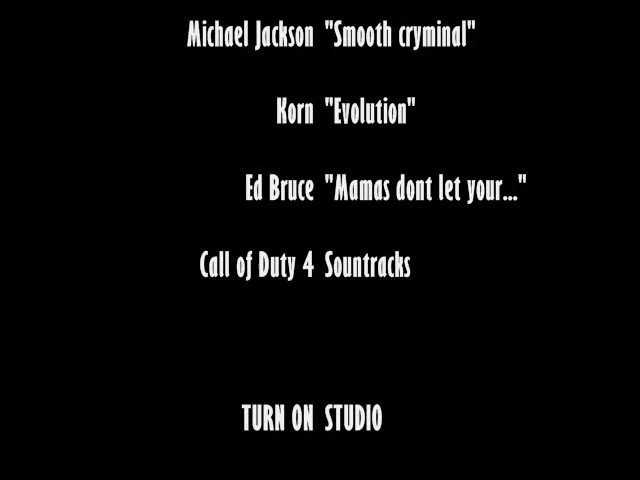 Michael Jackson "Smooth cryminal"
Korn "Evolution"
Ed Bruce "Mamas dont let your..."
Call of Duty 4 Sountracks
TURN ON STUDIO